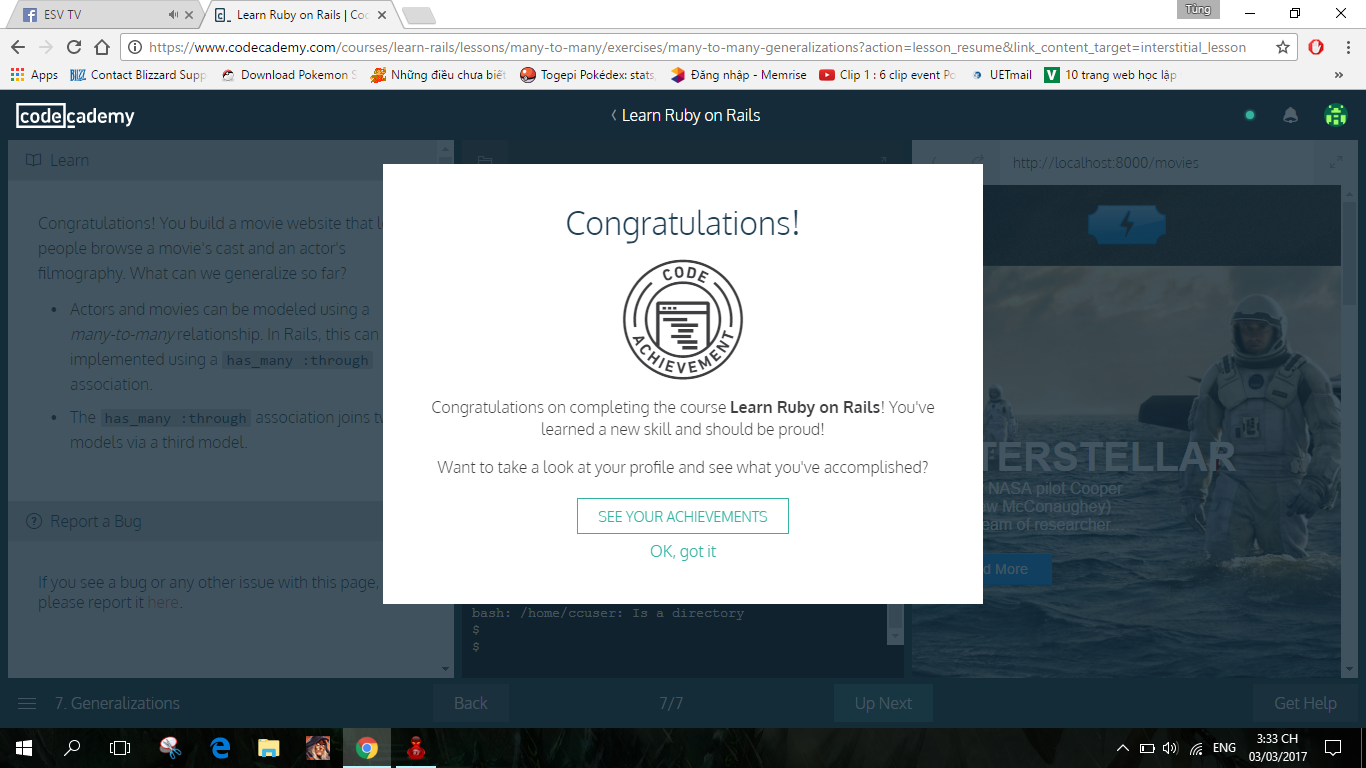 ESV TV
Learn Ruby on Rails | Co
Tùng
https://www.codecademy.com/courses/learn-rails/lessons/many-to-many/exercises/many-to-many-generalizations?action=lesson_resume&link_content_target=interstitial_lesson
Apps
Contact Blizzard Supp
Download Pokemon S
Những điều chưa biết
Togepi Pokédex: stats,
Đăng nhập - Memrise
Clip 1 : 6 clip event Po
UETmail
10 trang web học lập
»
codecademy
Learn Ruby on Rails
Learn
http://localhost:8000/movies
Congratulations! You build a movie website that l
people browse a movie's cast and an actor's
filmography. What can we generalize so far?
• Actors and movies can be modeled using a
many-to-many relationship. In Rails, this can
implemented using a has_many :through
association.
• The has_many :through association joins tw
models via a third model.
Report a Bug
If you see a bug or any other issue with this page,
please report it here.
Congratulations!
CODE
ACHIEVEMENT
Congratulations on completing the course Learn Ruby on Rails! You've
learned a new skill and should be proud!
Want to take a look at your profile and see what you've accomplished?
SEE YOUR ACHIEVEMENTS
OK, got it
bash: /home/ccuser: Is a directory
$
$
TERSTELLAR
NASA pilot Cooper
w McConaughey)
eam of researcher...
d More
7. Generalizations
Back
7/7
Up Next
Get Help
ENG
3:33 CH
03/03/2017